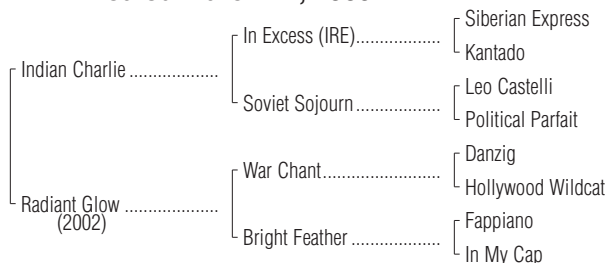 Siberian Express
In Excess (IRE)....................
Kantado
Indian Charlie .....................
Leo Castelli
Soviet Sojourn ....................
Political Parfait
Danzig
War Chant...........................
Hollywood Wildcat
Radiant Glow ......................
(2002)
Fappiano
Bright Feather .....................
In My Cap